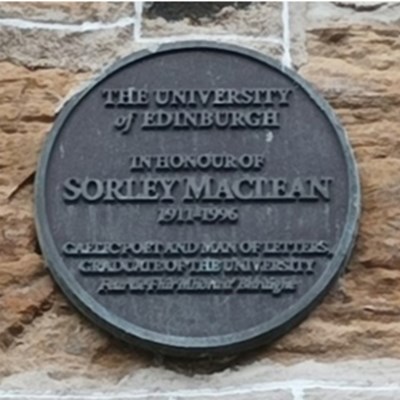 THE UNIVERSITY
of EDINBURGH
IN HONOUR OF
SORLEY MACLEAN
1911-1996
GAELIC POET AND MAN OF LETTERS,
GRADUATE OF THE UNIVERSITY